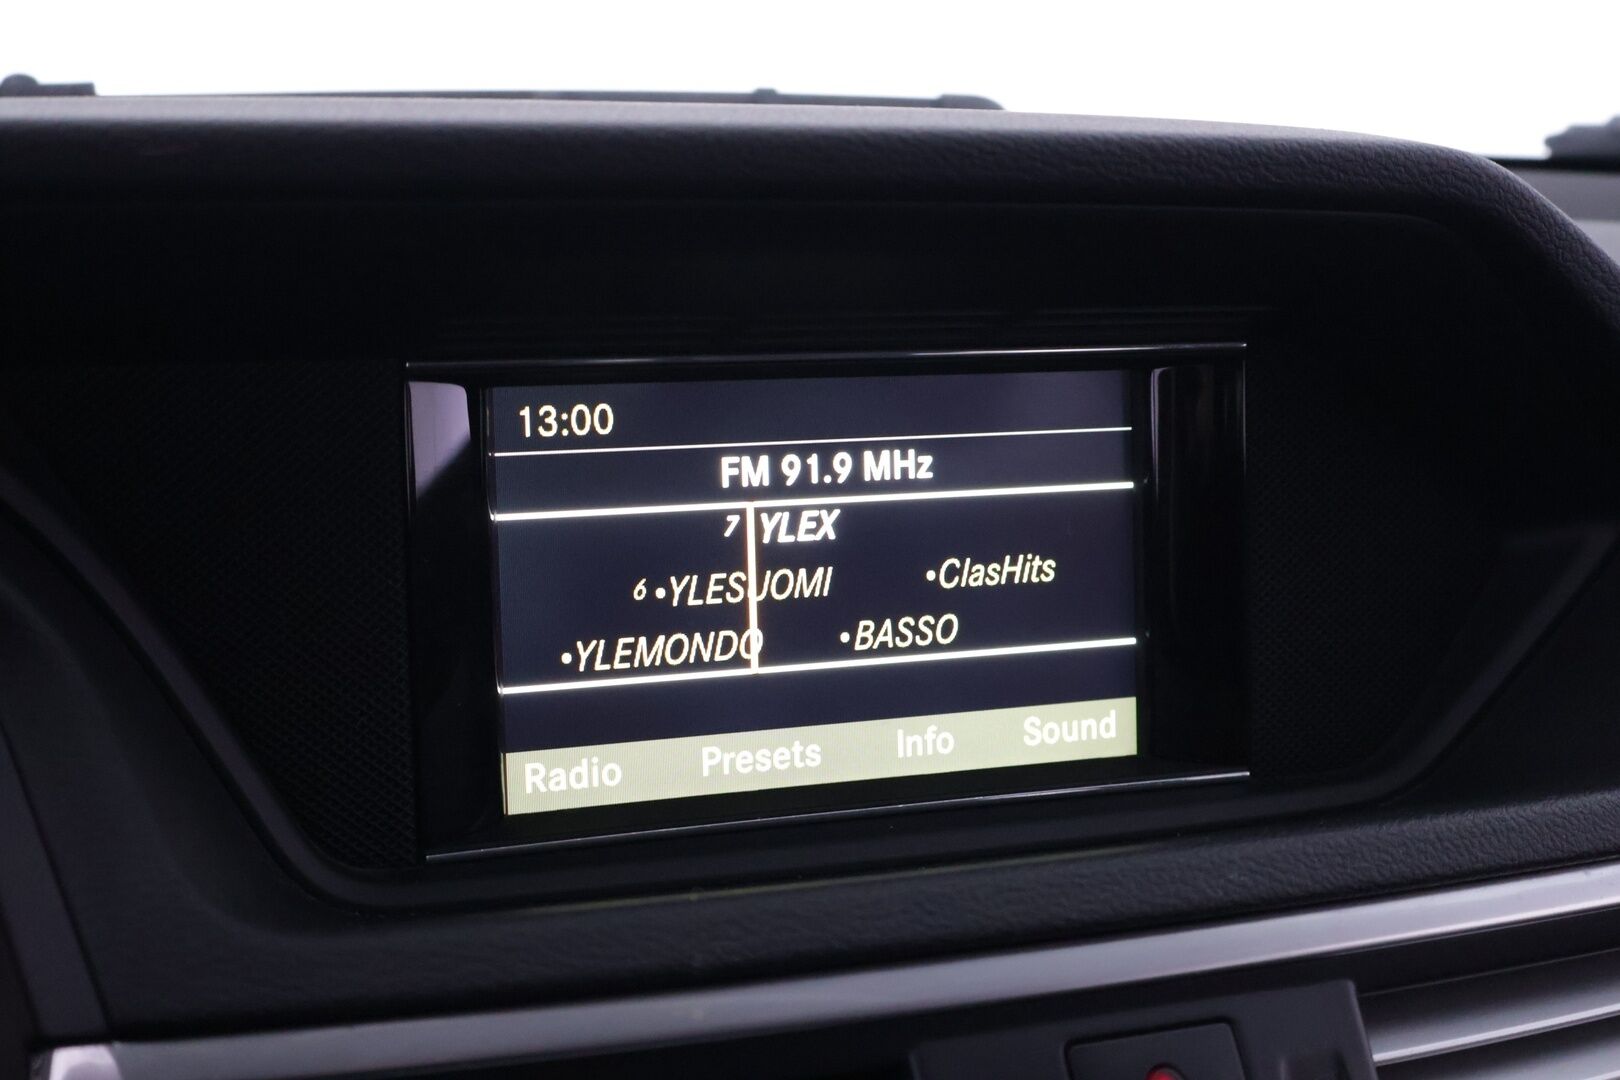 13:00
FM 91.9 MHz
7 YLEX
6 •YLESUOMI •ClasHits
•YLEMONDO •BASSO
Radio Presets Info Sound